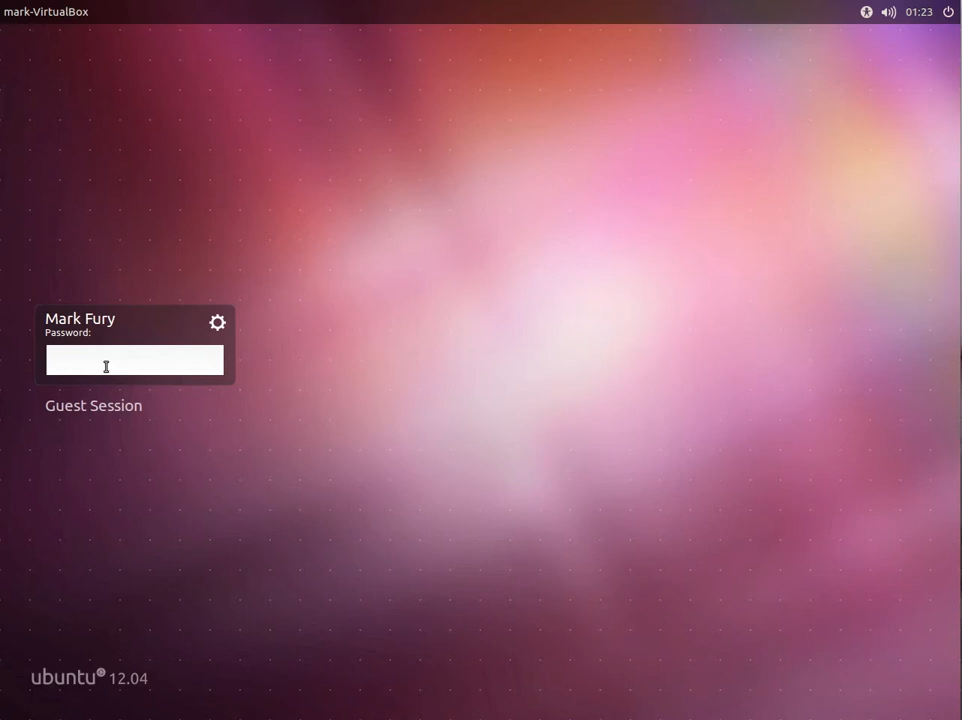 mark-VirtualBox
01:23
Mark Fury
Password:
Guest Session
ubuntu® 12.04